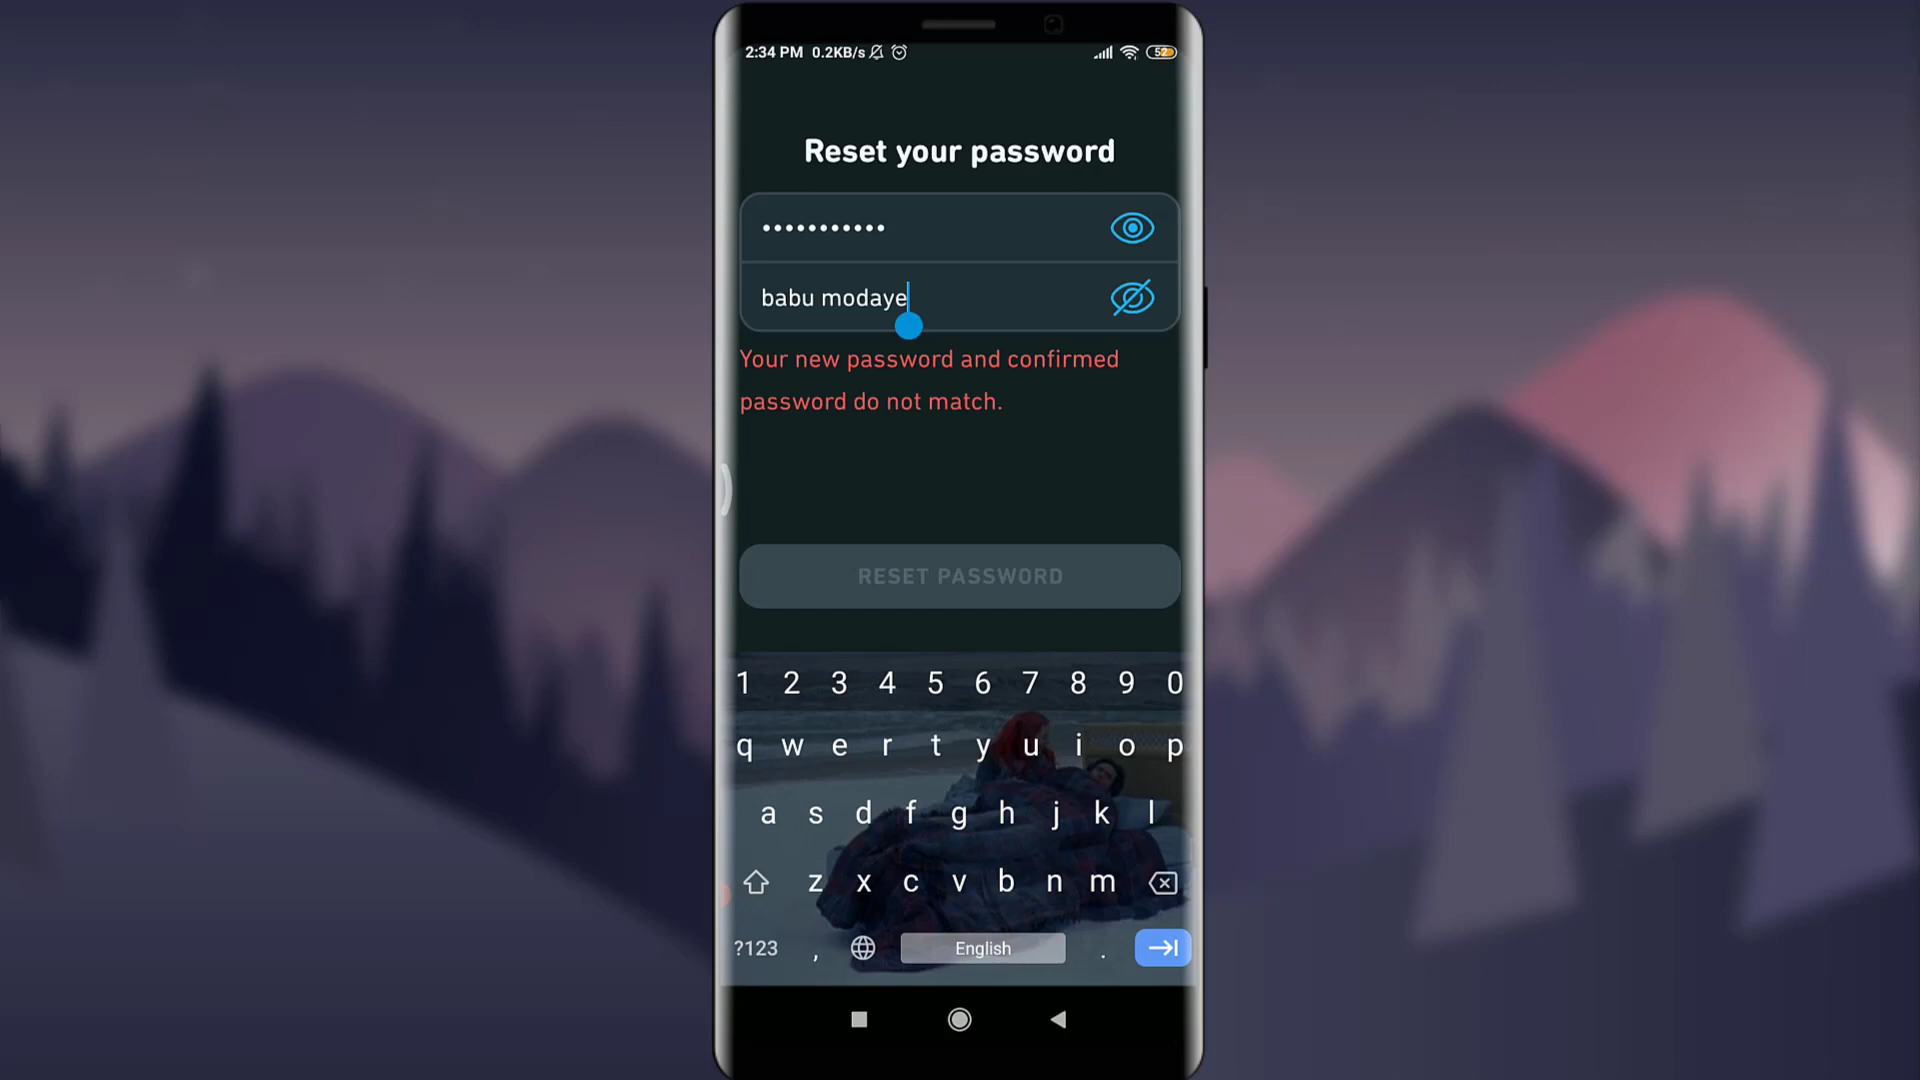 2:34 PM 0.2KB/s 52
Reset your password
•••••••••••
babu modaye
Your new password and confirmed
password do not match.
RESET PASSWORD
1 2 3 4 5 6 7 8 9 0
q w e r t y u i o p
a s d f g h j k l
z x c v b n m
?123 , English .